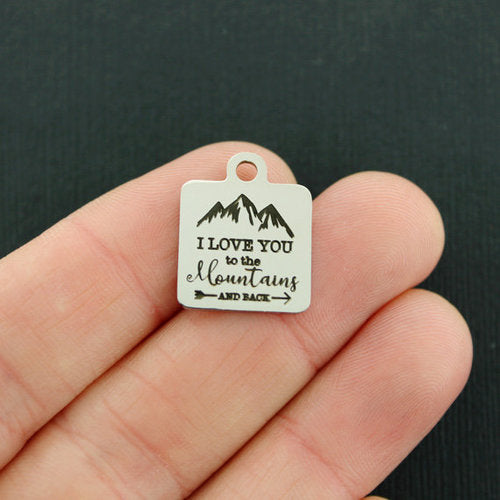 I LOVE YOU
to the
Mountains
AND BACK